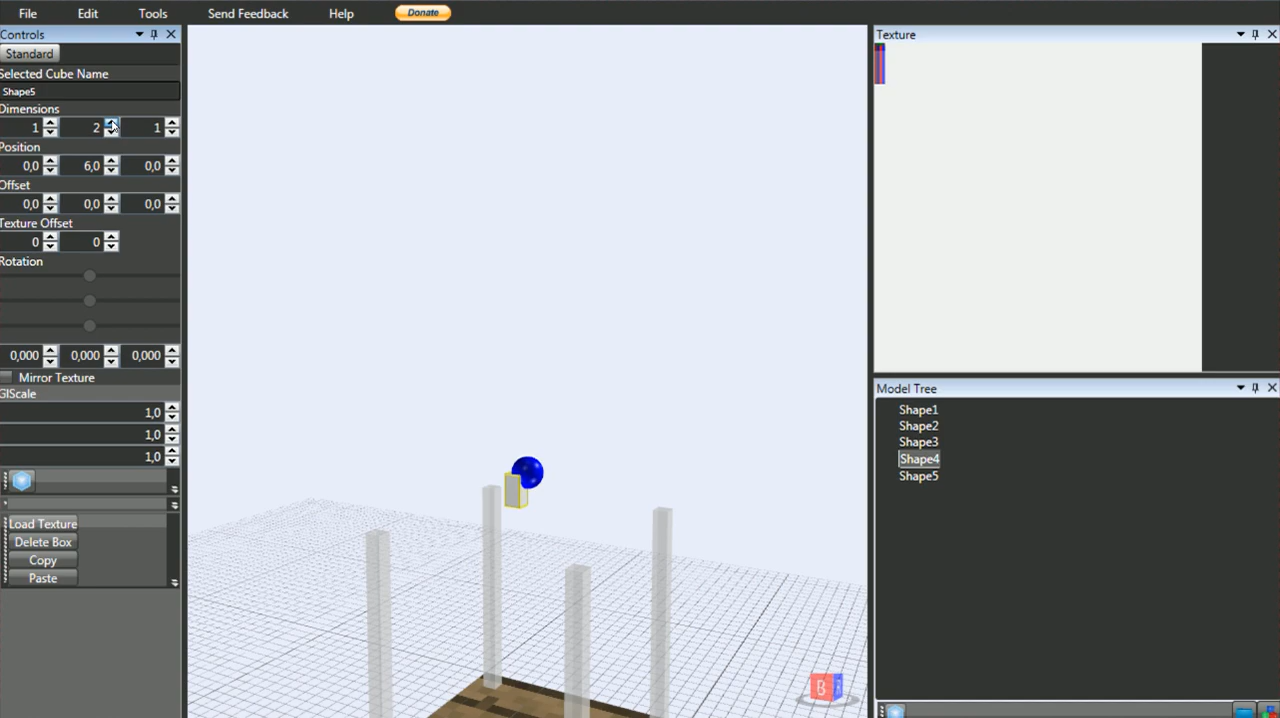 File Edit Tools Send Feedback Help Donate
Controls
Standard
Selected Cube Name
Shape5
Dimensions
1 2 1
Position
0,0 6,0 0,0
Offset
0,0 0,0 0,0
Texture Offset
0 0
Rotation
0,000 0,000 0,000
Mirror Texture
GlScale
1,0
1,0
1,0
Load Texture
Delete Box
Copy
Paste
B
Texture
Model Tree
Shape1
Shape2
Shape3
Shape4
Shape5